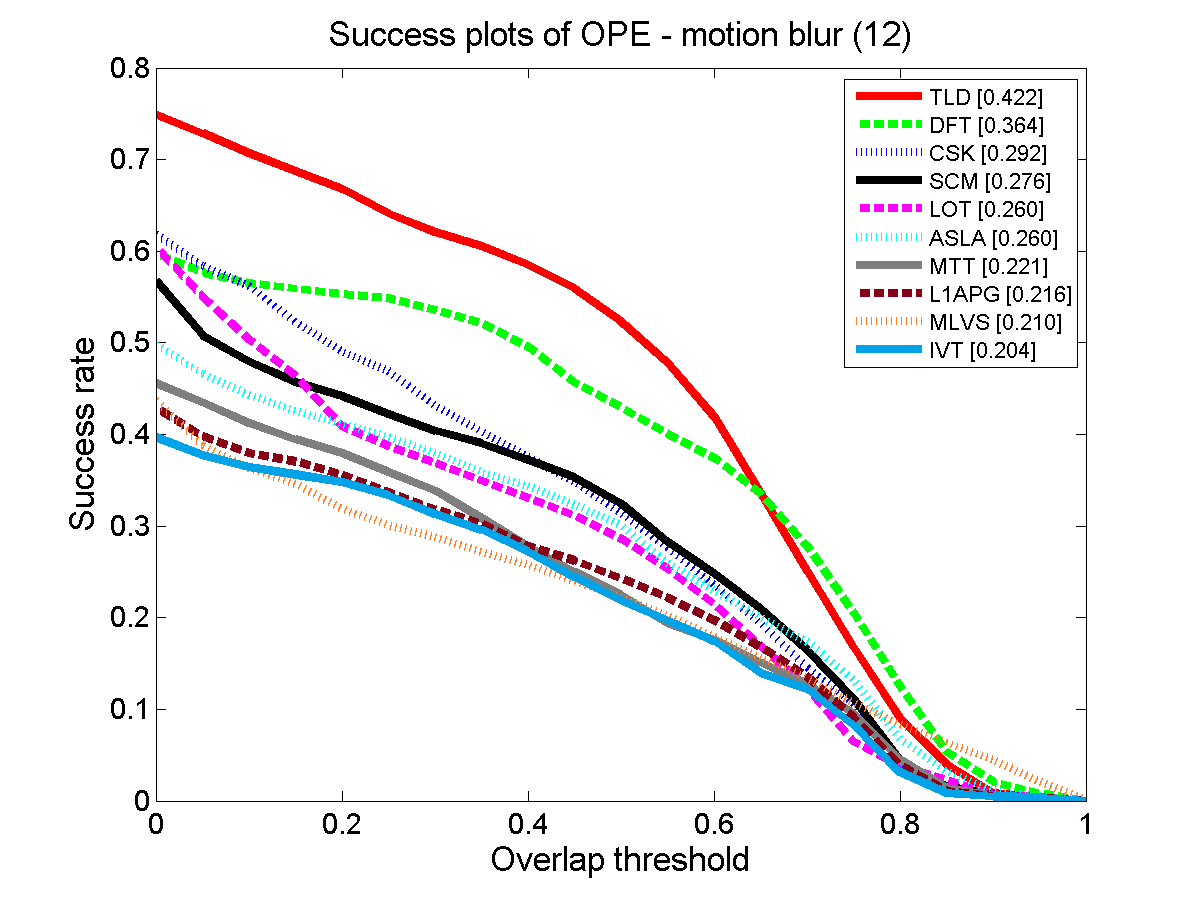 Success plots of OPE - motion blur (12)
0.8
0.7
0.6
0.5
0.4
0.3
0.2
0.1
0
Success rate
TLD [0.422]
DFT [0.364]
CSK [0.292]
SCM [0.276]
LOT [0.260]
ASLA [0.260]
MTT [0.221]
L1APG [0.216]
MLVS [0.210]
IVT [0.204]
0 0.2 0.4 0.6 0.8 1
Overlap threshold